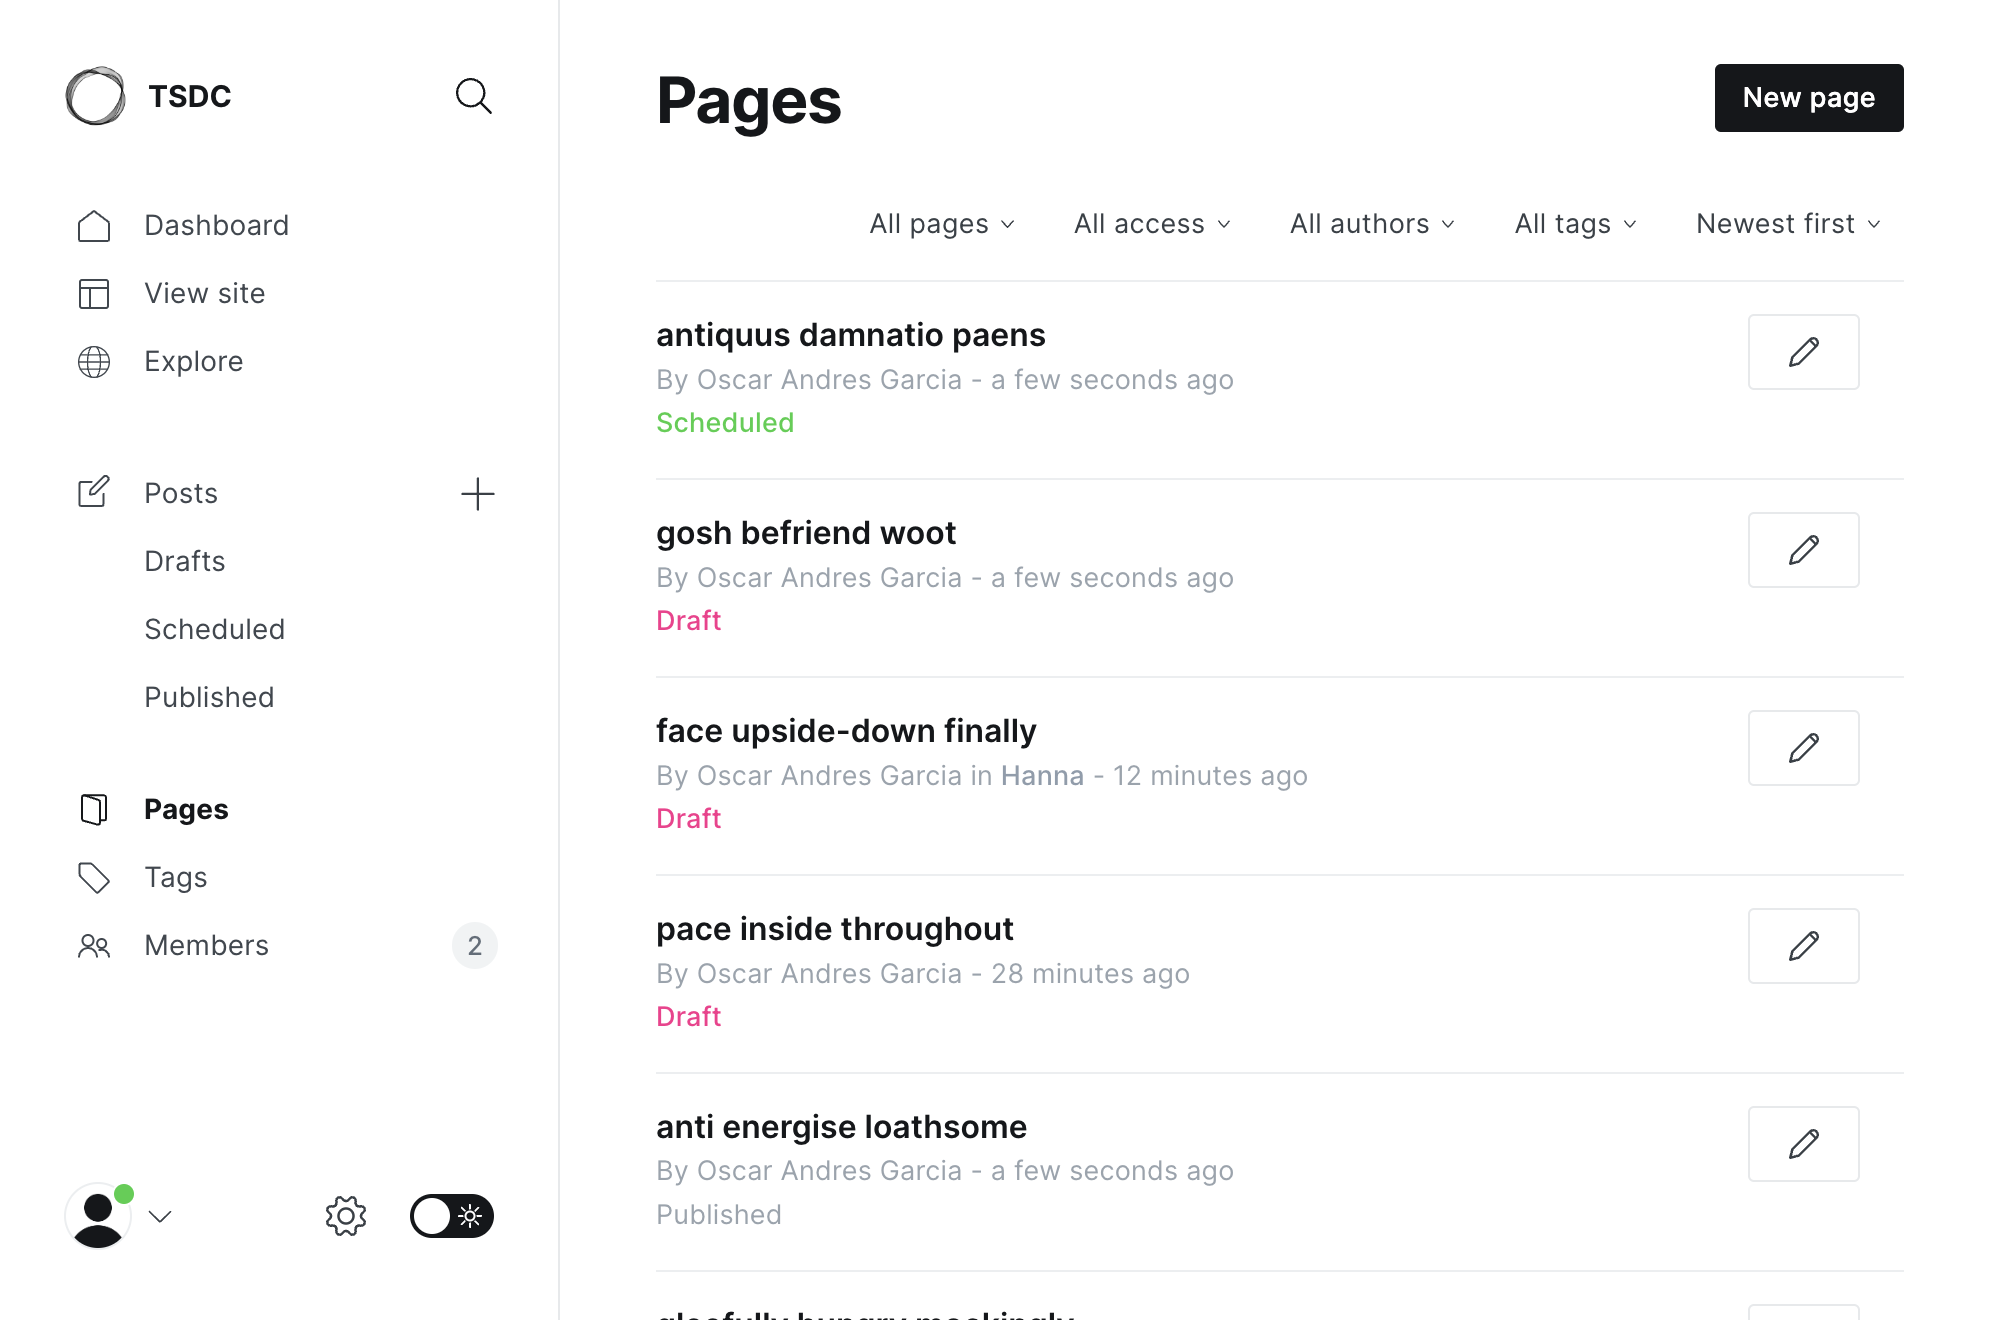 TSDC
Dashboard
View site
Explore
Posts
Drafts
Scheduled
Published
Pages
Tags
Members 2
Pages
New page
All pages All access All authors All tags Newest first
antiquus damnatio paens
By Oscar Andres Garcia - a few seconds ago
Scheduled
gosh befriend woot
By Oscar Andres Garcia - a few seconds ago
Draft
face upside-down finally
By Oscar Andres Garcia in Hanna - 12 minutes ago
Draft
pace inside throughout
By Oscar Andres Garcia - 28 minutes ago
Draft
anti energise loathsome
By Oscar Andres Garcia - a few seconds ago
Published
gleefully hungry mockingly